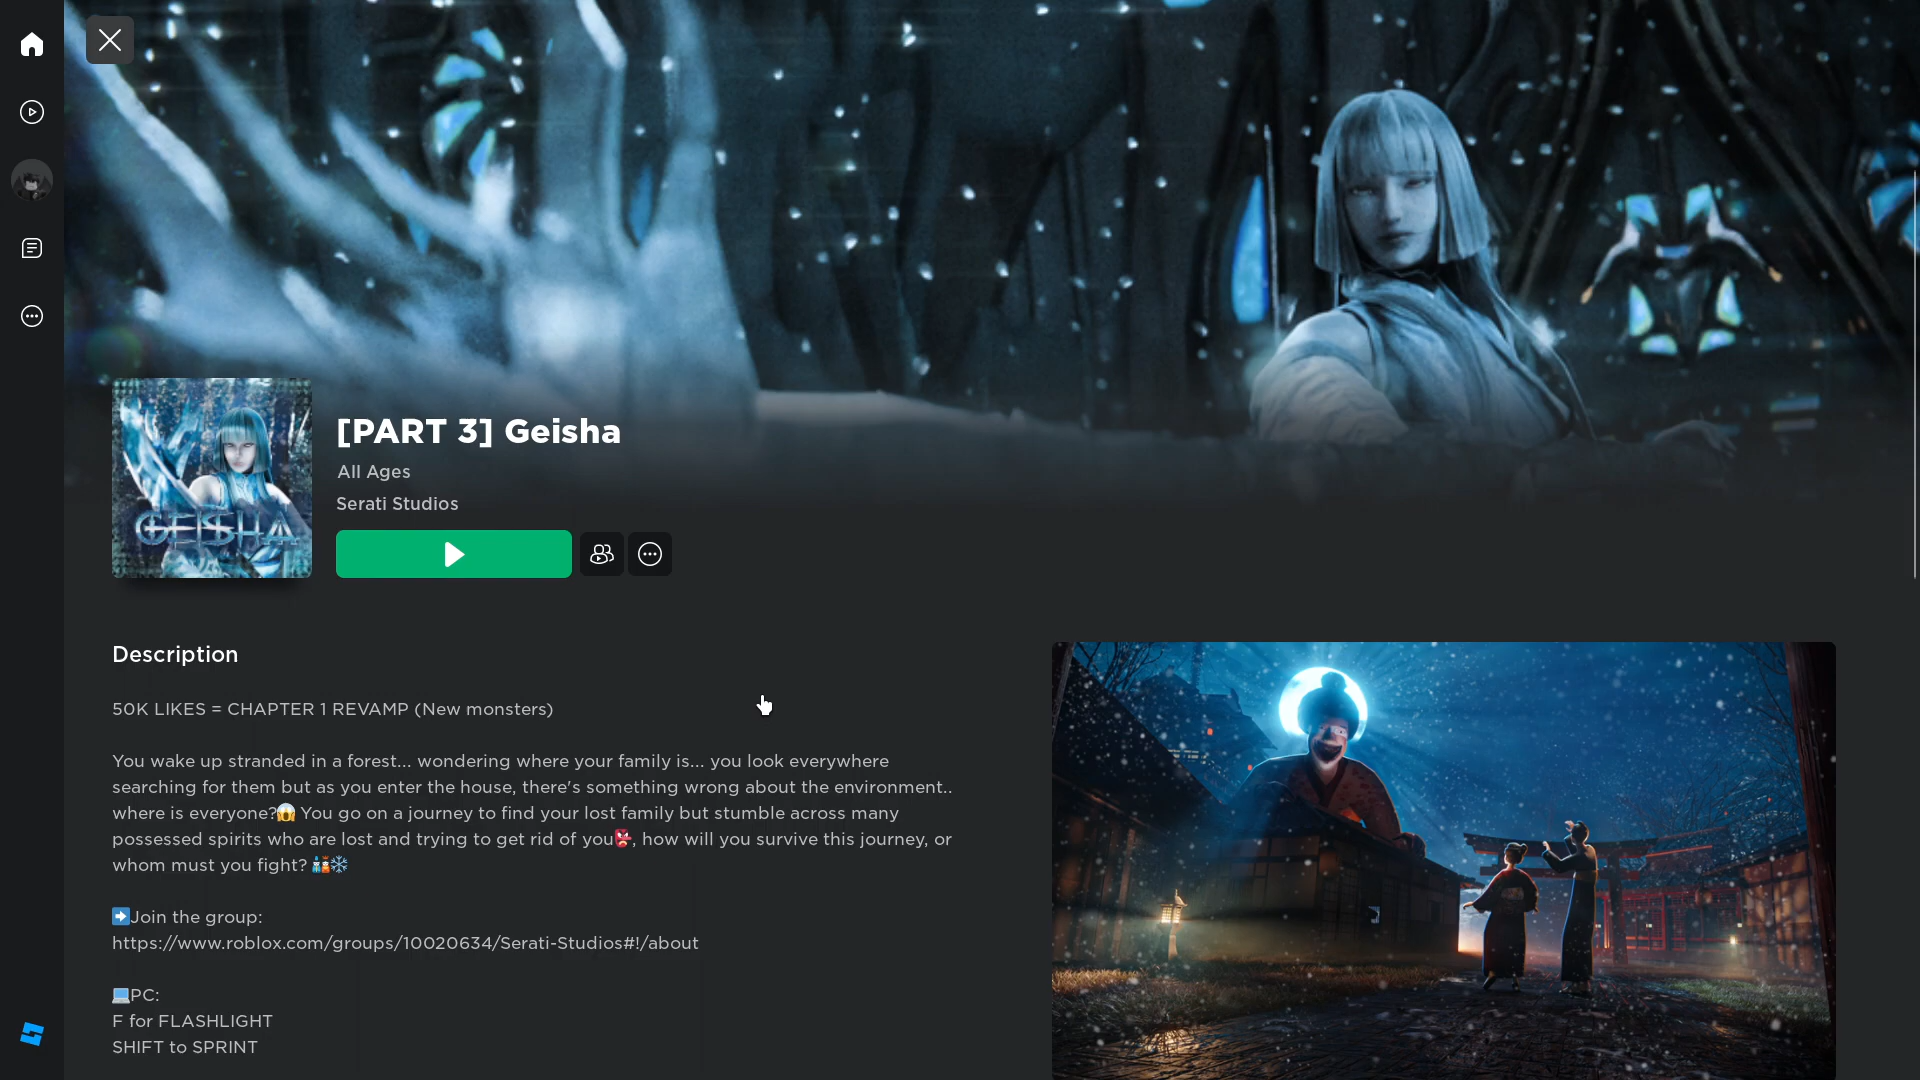 [PART 3] Geisha
All Ages
Serati Studios
GEISHA
Description
50K LIKES = CHAPTER 1 REVAMP (New monsters)
You wake up stranded in a forest... wondering where your family is... you look everywhere
searching for them but as you enter the house, there's something wrong about the environment..
where is everyone?😱 You go on a journey to find your lost family but stumble across many
possessed spirits who are lost and trying to get rid of you👺, how will you survive this journey, or
whom must you fight? 🎎❄️
➡️Join the group:
https://www.roblox.com/groups/10020634/Serati-Studios#!/about
💻PC:
F for FLASHLIGHT
SHIFT to SPRINT